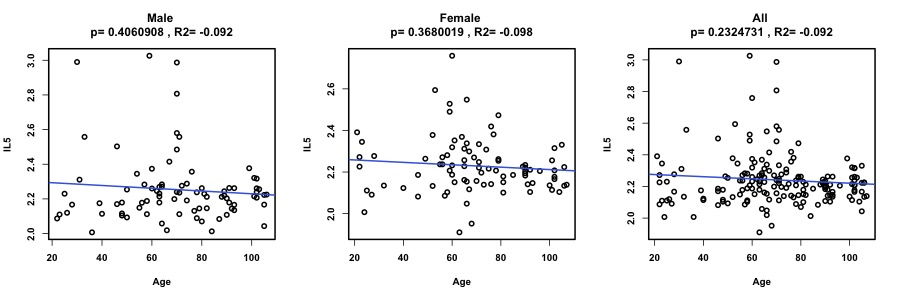 Male
p= 0.4060908 , R2= -0.092
IL5
3.0
2.8
2.6
2.4
2.2
2.0
20 40 60 80 100
Age
Female
p= 0.3680019 , R2= -0.098
IL5
2.6
2.4
2.2
2.0
20 40 60 80 100
Age
All
p= 0.2324731 , R2= -0.092
IL5
3.0
2.8
2.6
2.4
2.2
2.0
20 40 60 80 100
Age